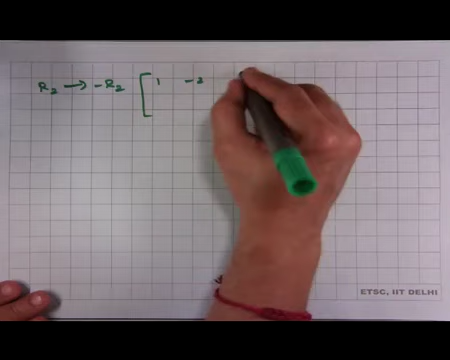 R₂ → -R₂ [ 1 -2
ETSC, IIT DELHI